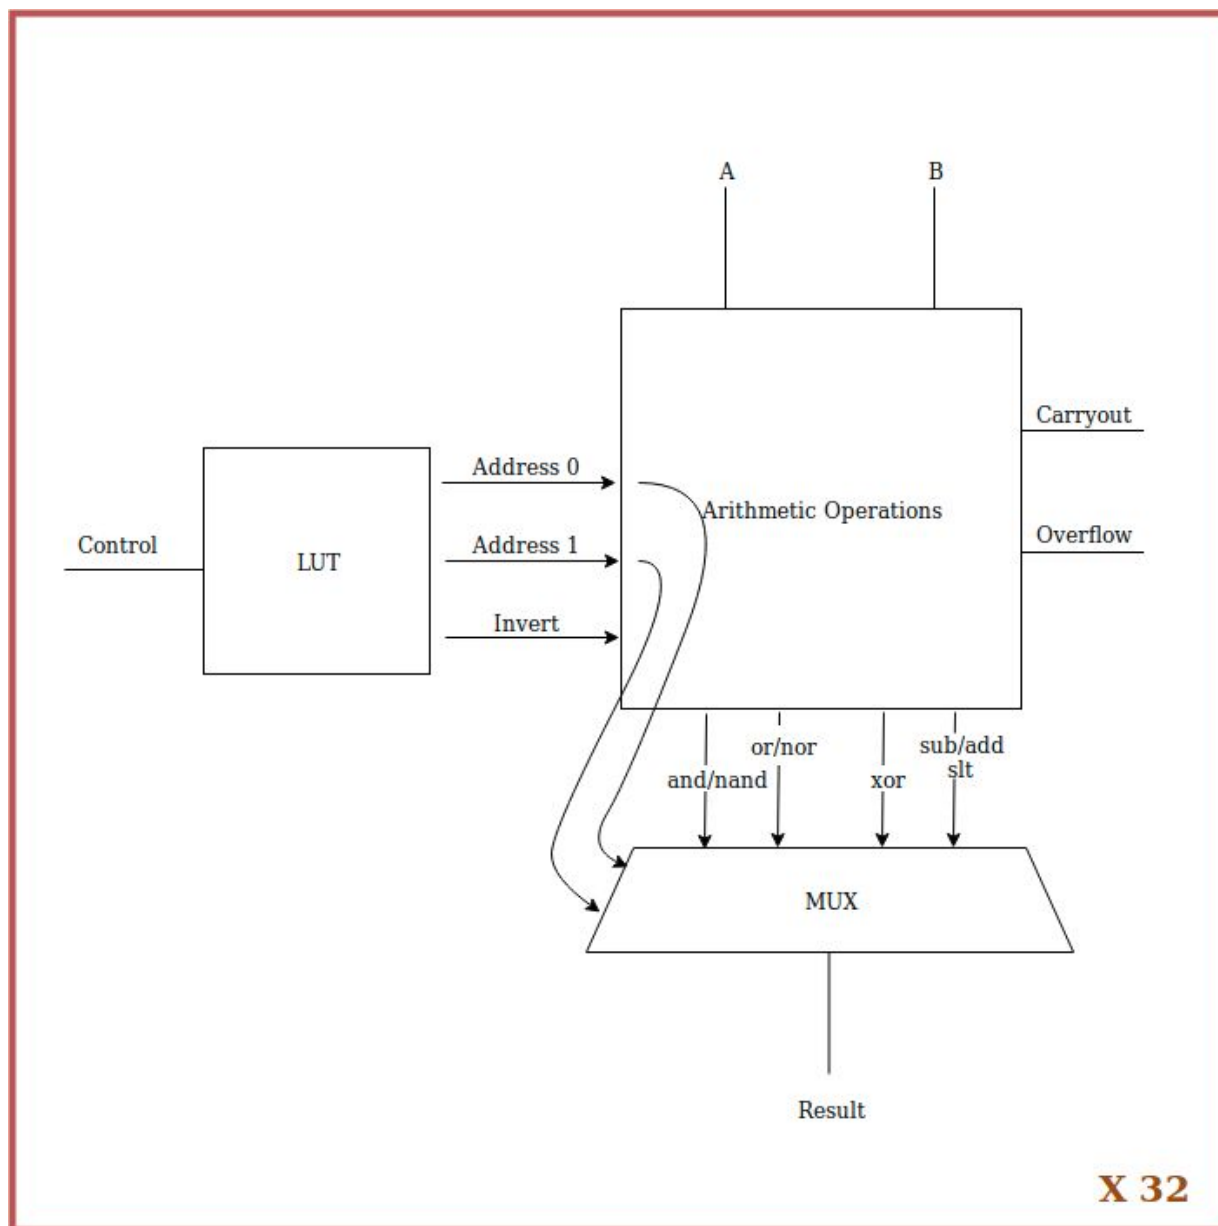 A
B
Carryout
Address 0
Arithmetic Operations
Overflow
Control
Address 1
LUT
Invert
or/nor
sub/add
slt
and/nand
xor
MUX
Result
X 32